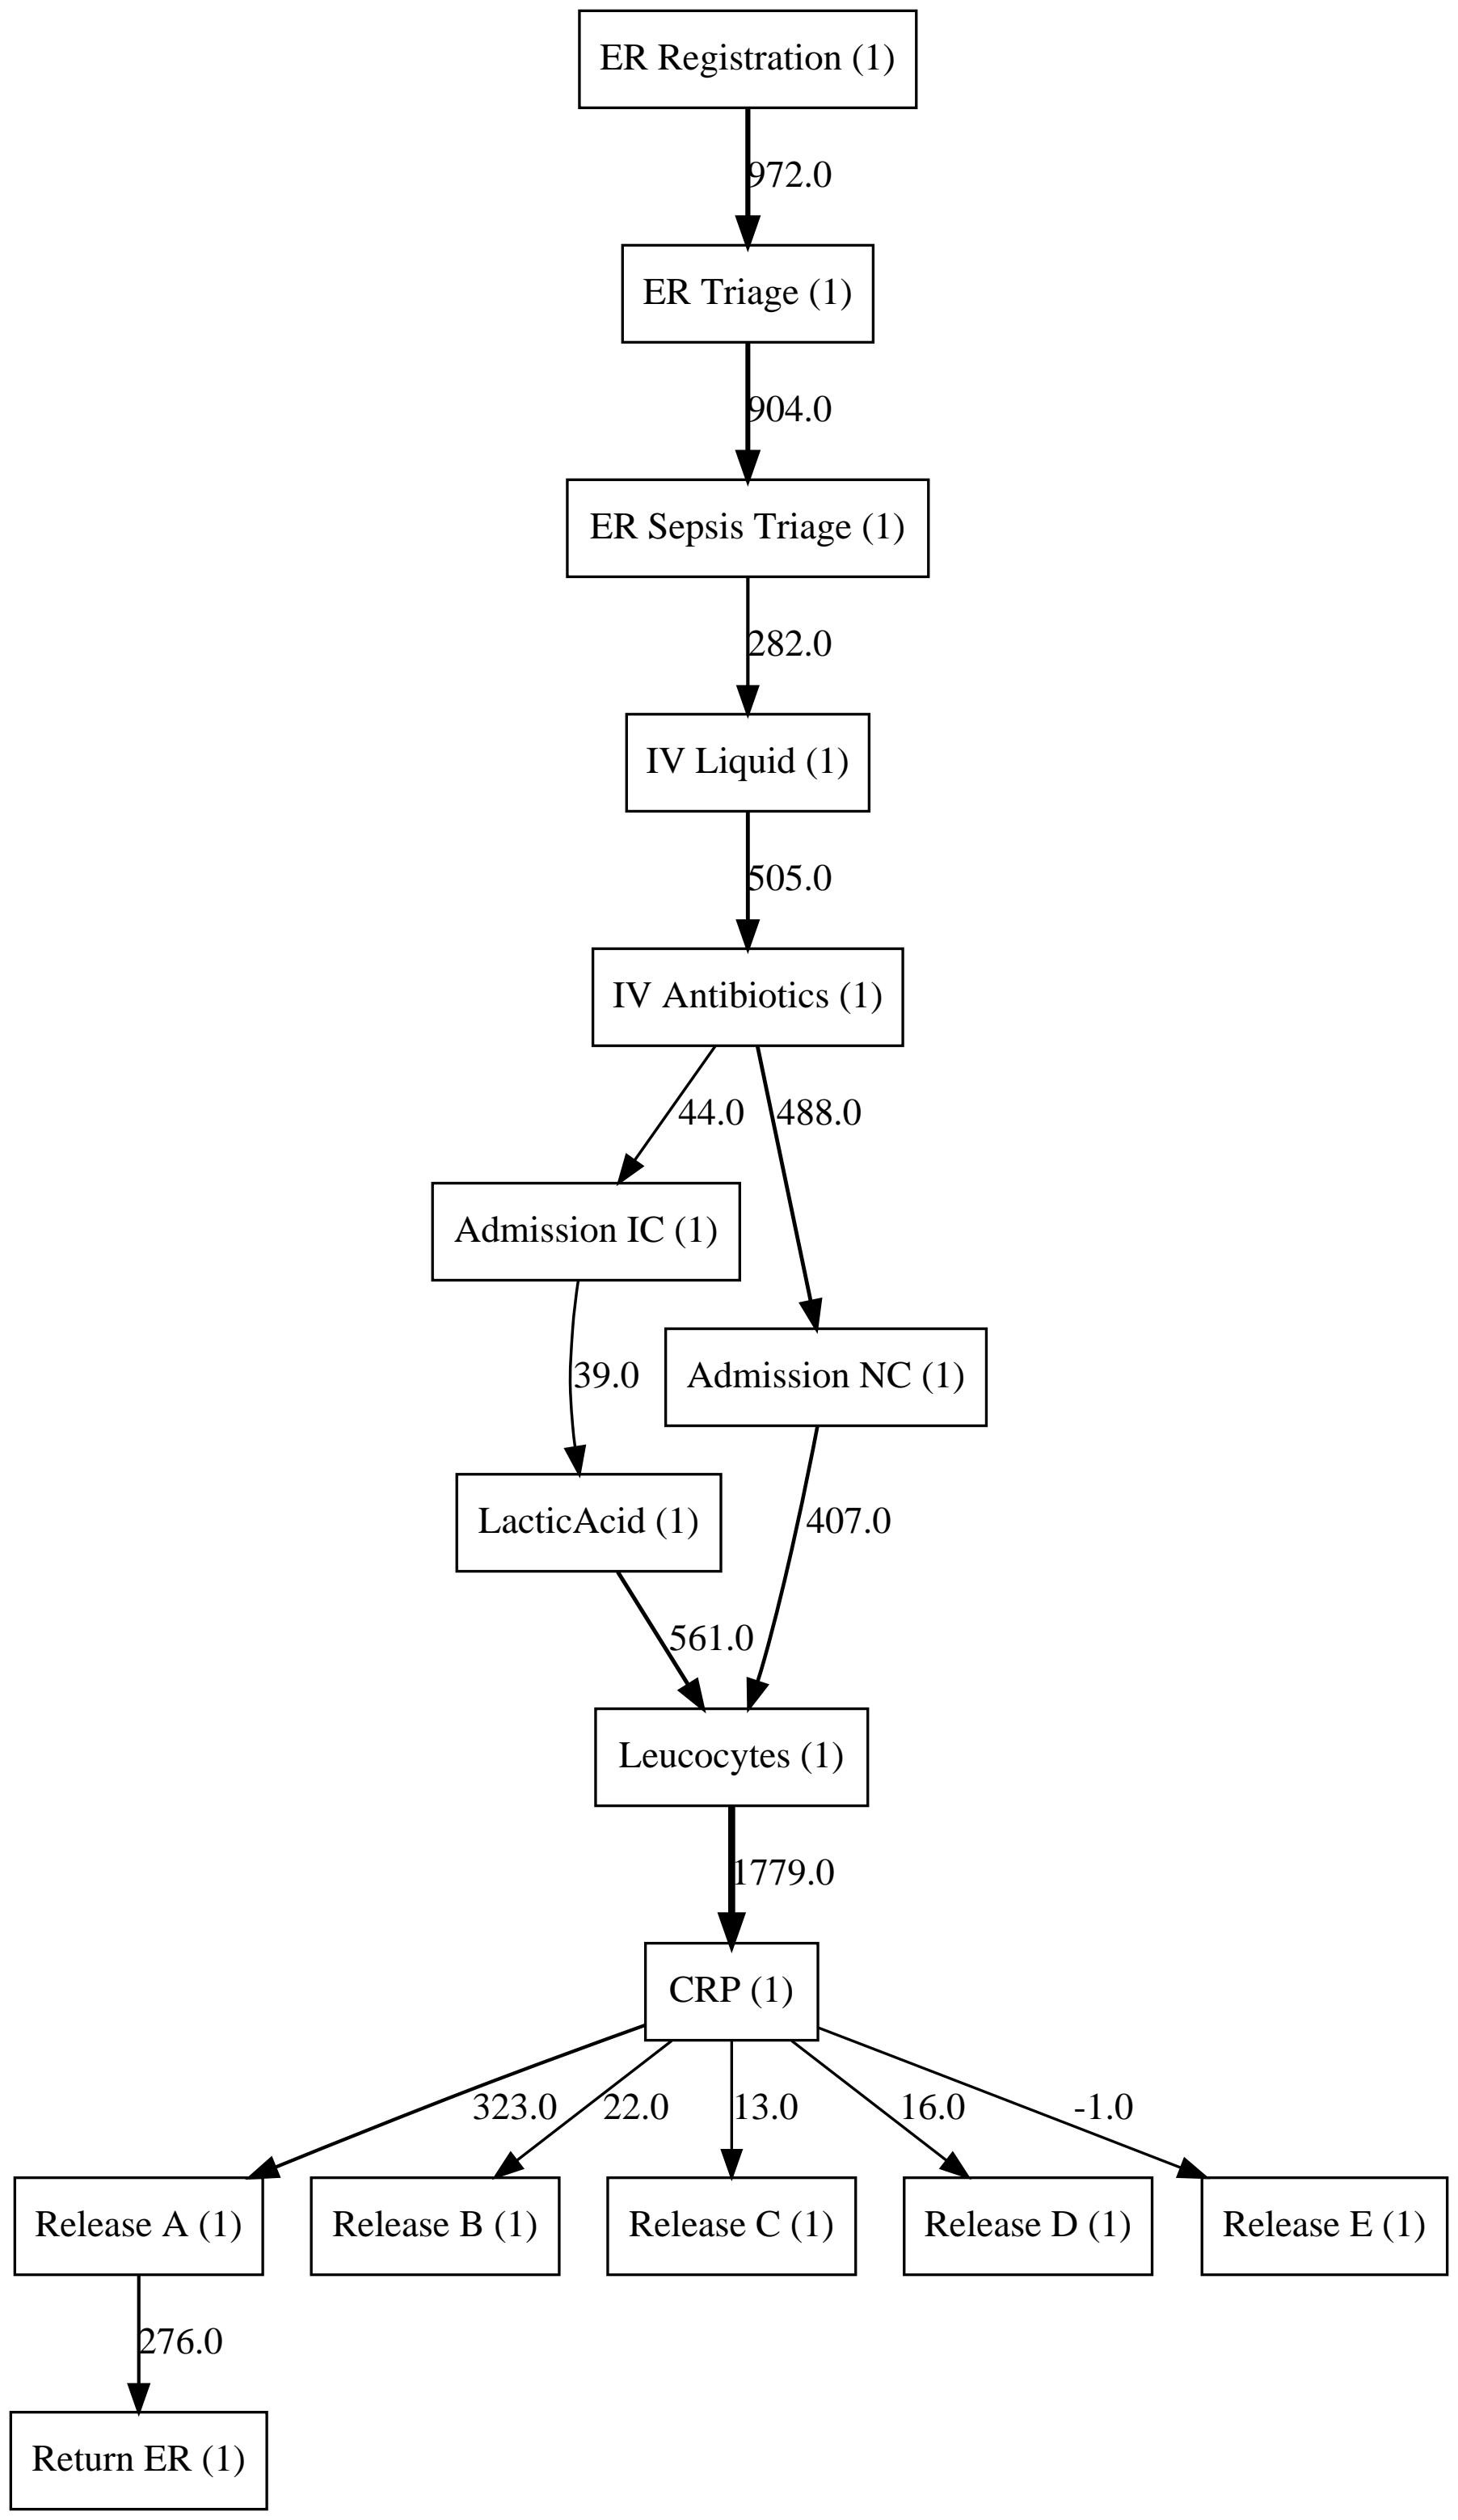 ER Registration (1)
972.0
ER Triage (1)
904.0
ER Sepsis Triage (1)
282.0
IV Liquid (1)
505.0
IV Antibiotics (1)
44.0
488.0
Admission IC (1)
39.0
Admission NC (1)
LacticAcid (1)
407.0
561.0
Leucocytes (1)
1779.0
CRP (1)
323.0
22.0
13.0
16.0
-1.0
Release A (1)
Release B (1)
Release C (1)
Release D (1)
Release E (1)
276.0
Return ER (1)